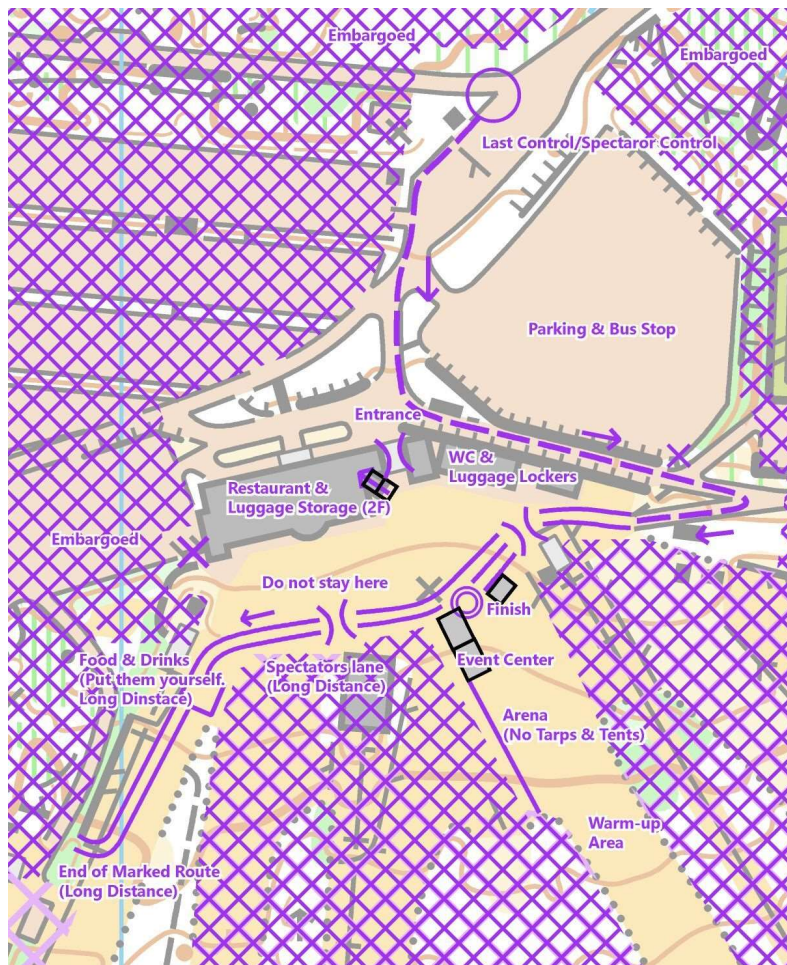 Embargoed
Embargoed
Last Control/Spectaror Control
Parking & Bus Stop
Entrance
WC &
Luggage Lockers
Restaurant &
Luggage Storage (2F)
Embargoed
Do not stay here
Finish
Food & Drinks
(Put them yourself.
Long Dinstace)
Spectators lane
(Long Distance)
Event Center
Arena
(No Tarps & Tents)
Warm-up
Area
End of Marked Route
(Long Distance)